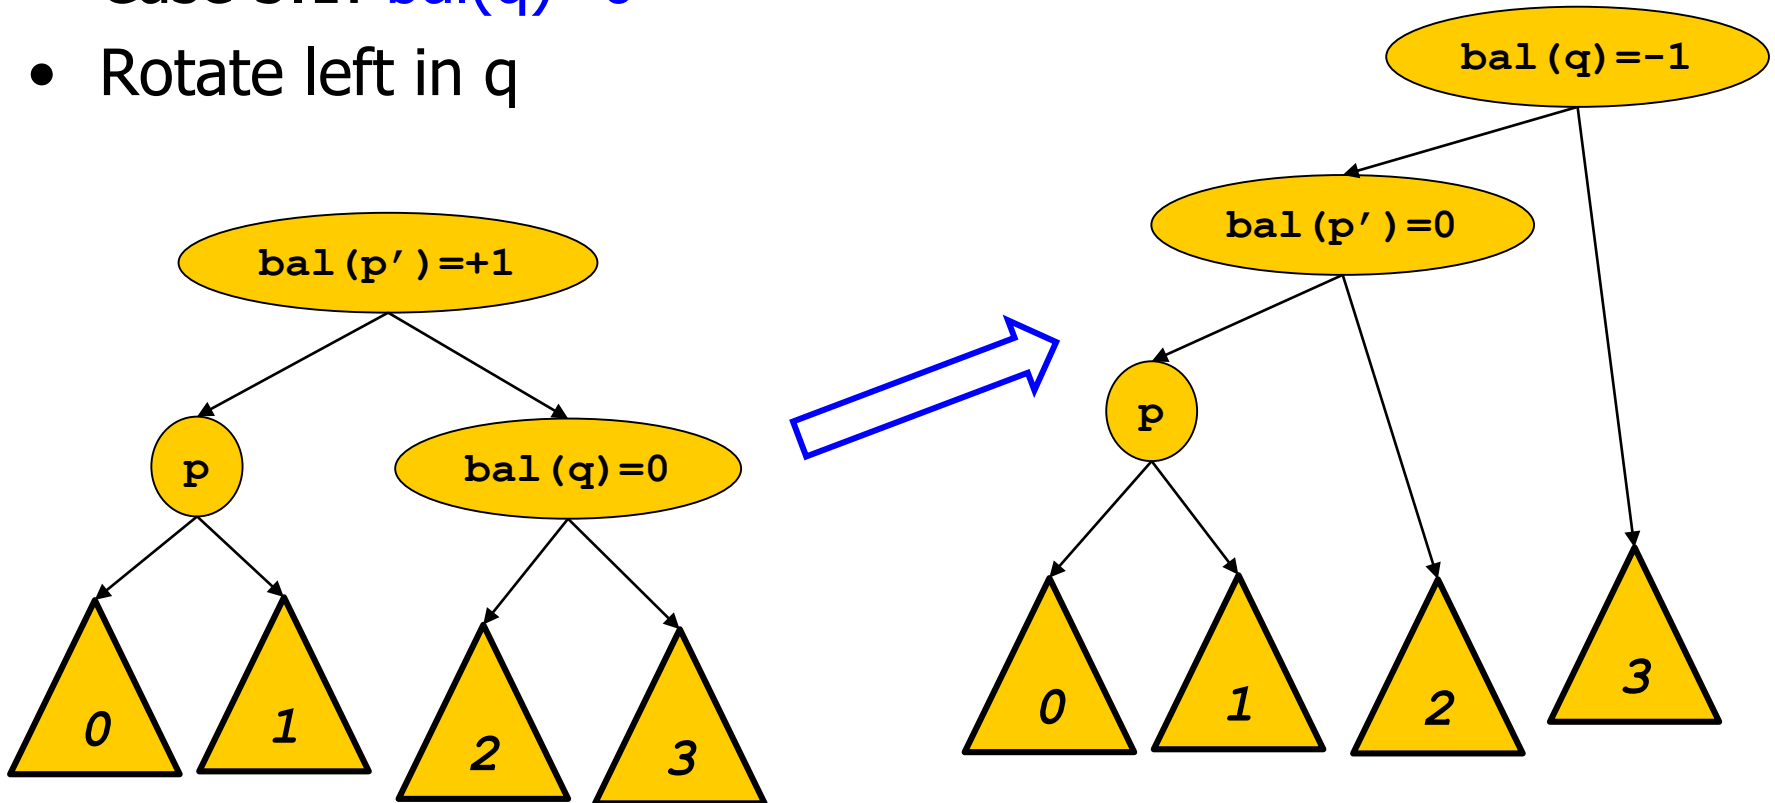 bal(q)
• Rotate left in q
bal(q)=-1
bal(p’)=0
bal(p’)=+1
p
p
bal(q)=0
0
1
2
3
0
1
2
3